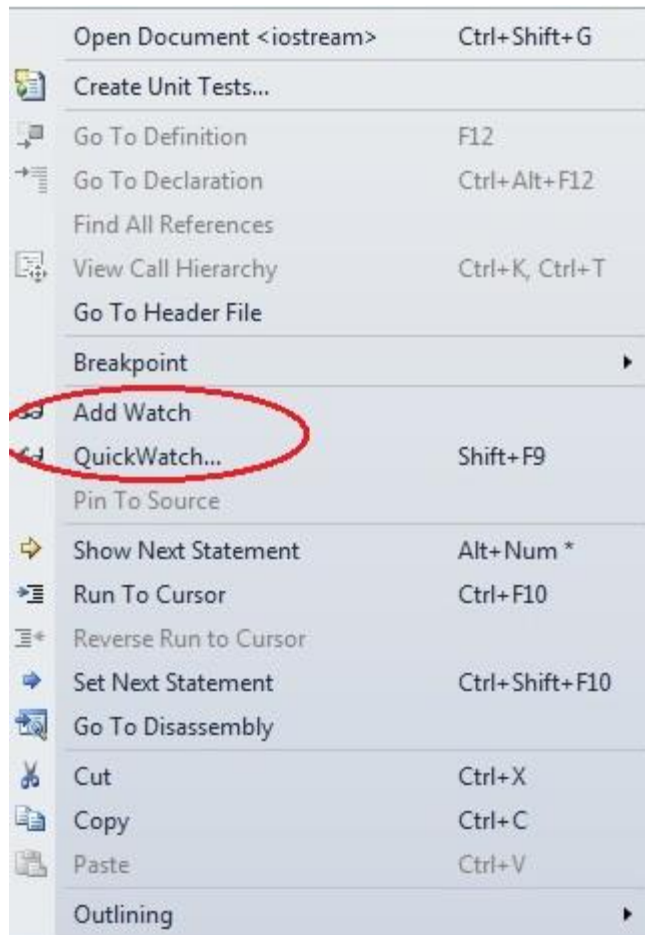 Open Document <iostream> Ctrl+Shift+G
Create Unit Tests...
Go To Definition F12
Go To Declaration Ctrl+Alt+F12
Find All References
View Call Hierarchy Ctrl+K, Ctrl+T
Go To Header File
Breakpoint
Add Watch
QuickWatch... Shift+F9
Pin To Source
Show Next Statement Alt+Num *
Run To Cursor Ctrl+F10
Reverse Run to Cursor
Set Next Statement Ctrl+Shift+F10
Go To Disassembly
Cut Ctrl+X
Copy Ctrl+C
Paste Ctrl+V
Outlining